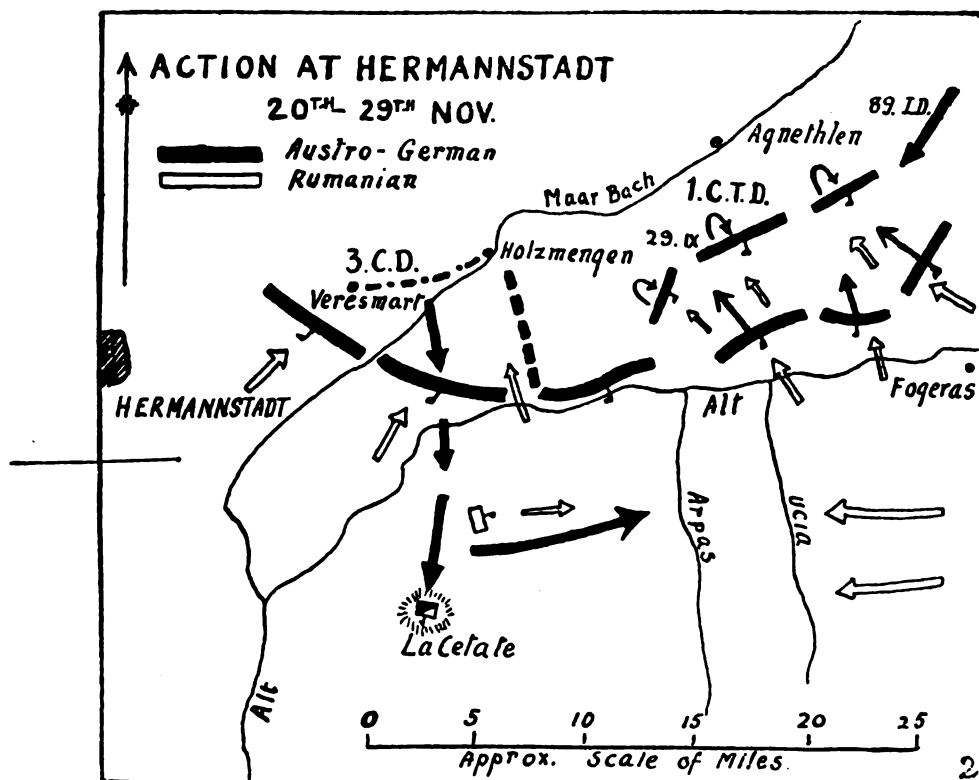 ACTION AT HERMANNSTADT
20TH- 29TH NOV.
Austro-German
Rumanian
89. I.D.
Agnethlen
Maar Bach
1.C.T.D.
29. IX
Holzmengen
3.C.D.
Veresmart
HERMANNSTADT
Fogeras
Alt
Arpas
Ucia
La Cetate
Alt
0 5 10 15 20 25
Approx. Scale of Miles.